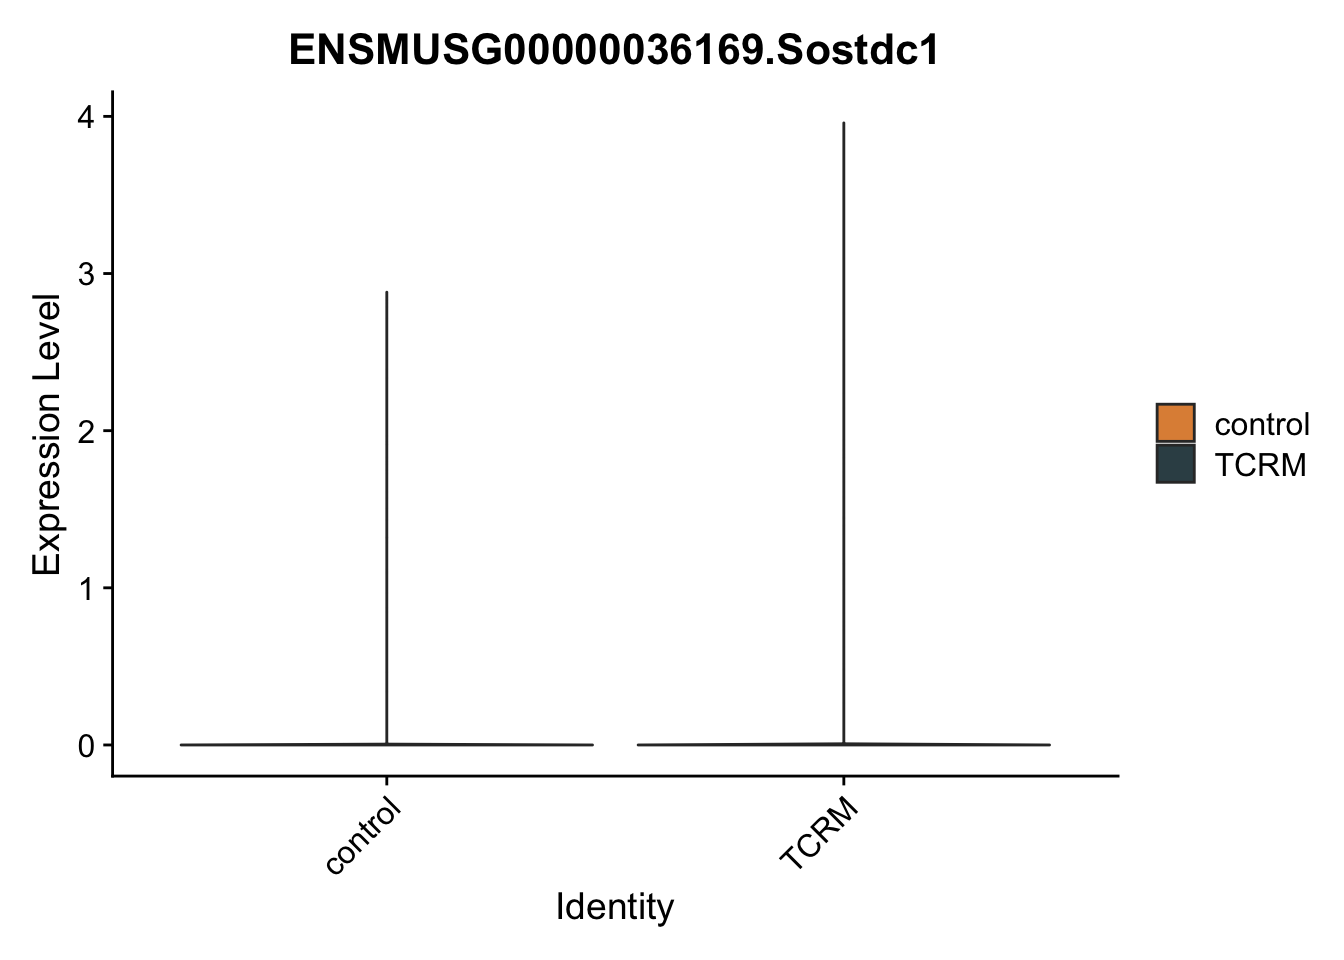 ENSMUSG00000036169.Sostdc1
Expression Level
4
3
2
1
0
control
TCRM
Identity
control
TCRM